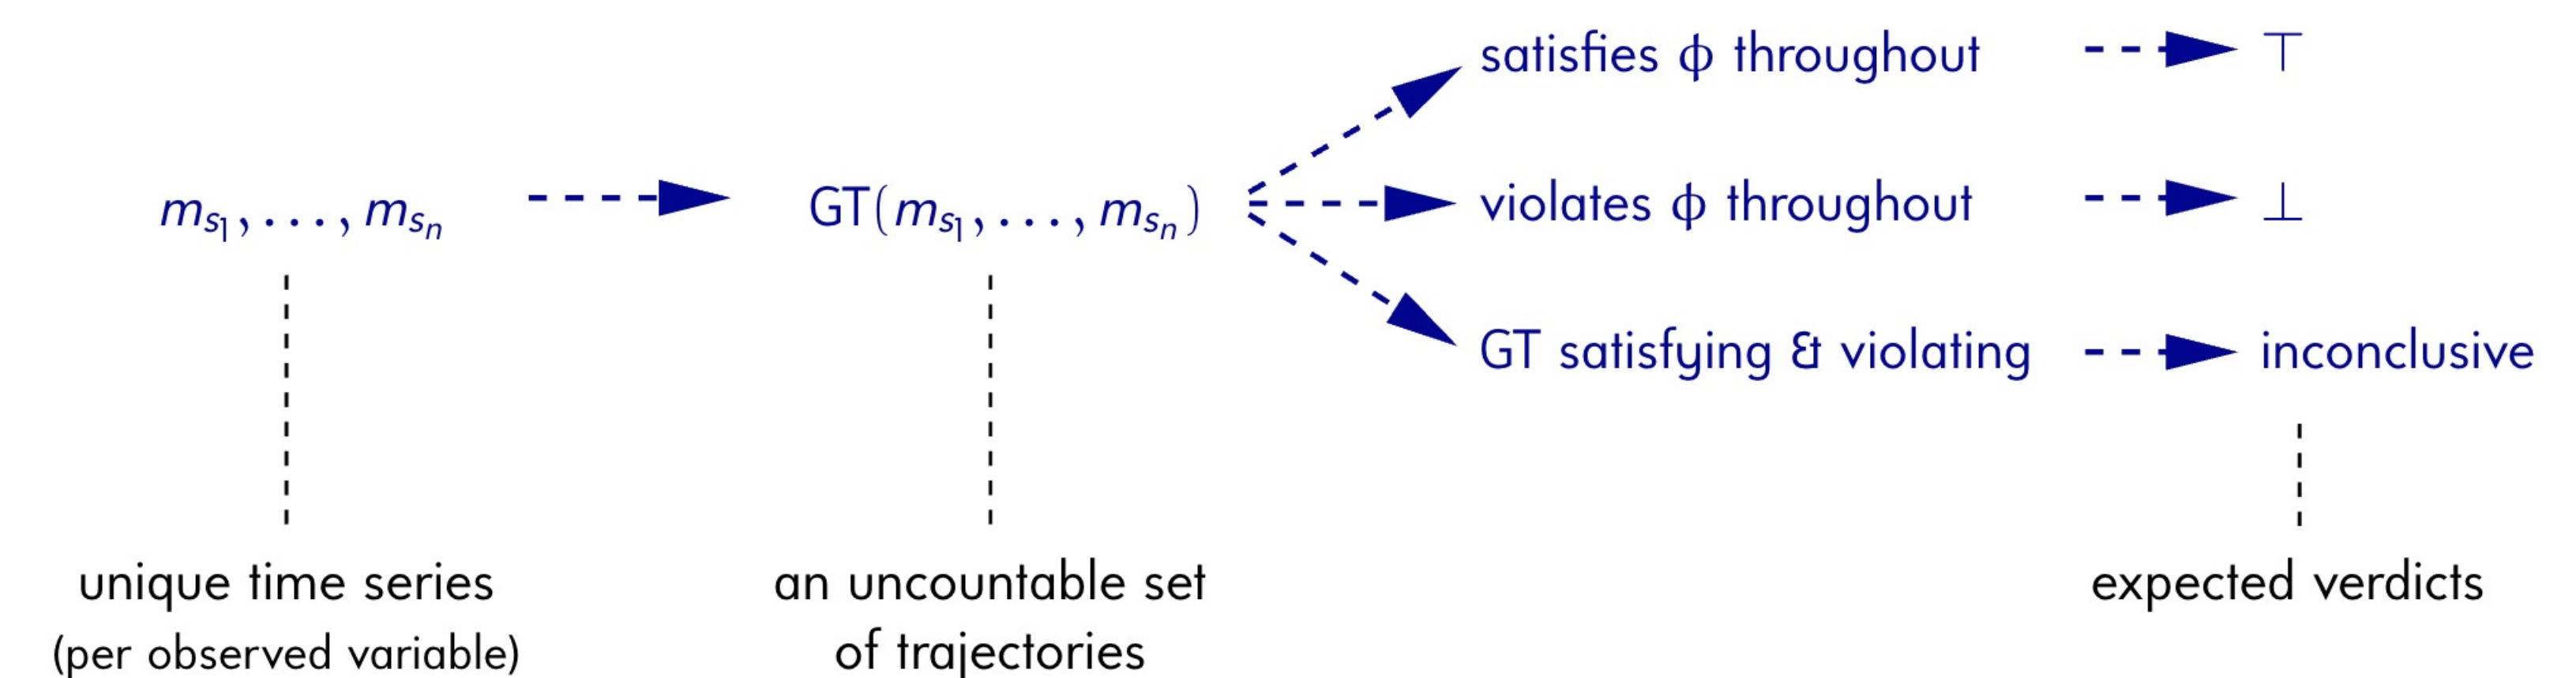 satisfies ϕ throughout ⊤
m_{s_1}, ..., m_{s_n} GT(m_{s_1}, ..., m_{s_n}) violates ϕ throughout ⊥
GT satisfying & violating inconclusive
unique time series an uncountable set expected verdicts
(per observed variable) of trajectories